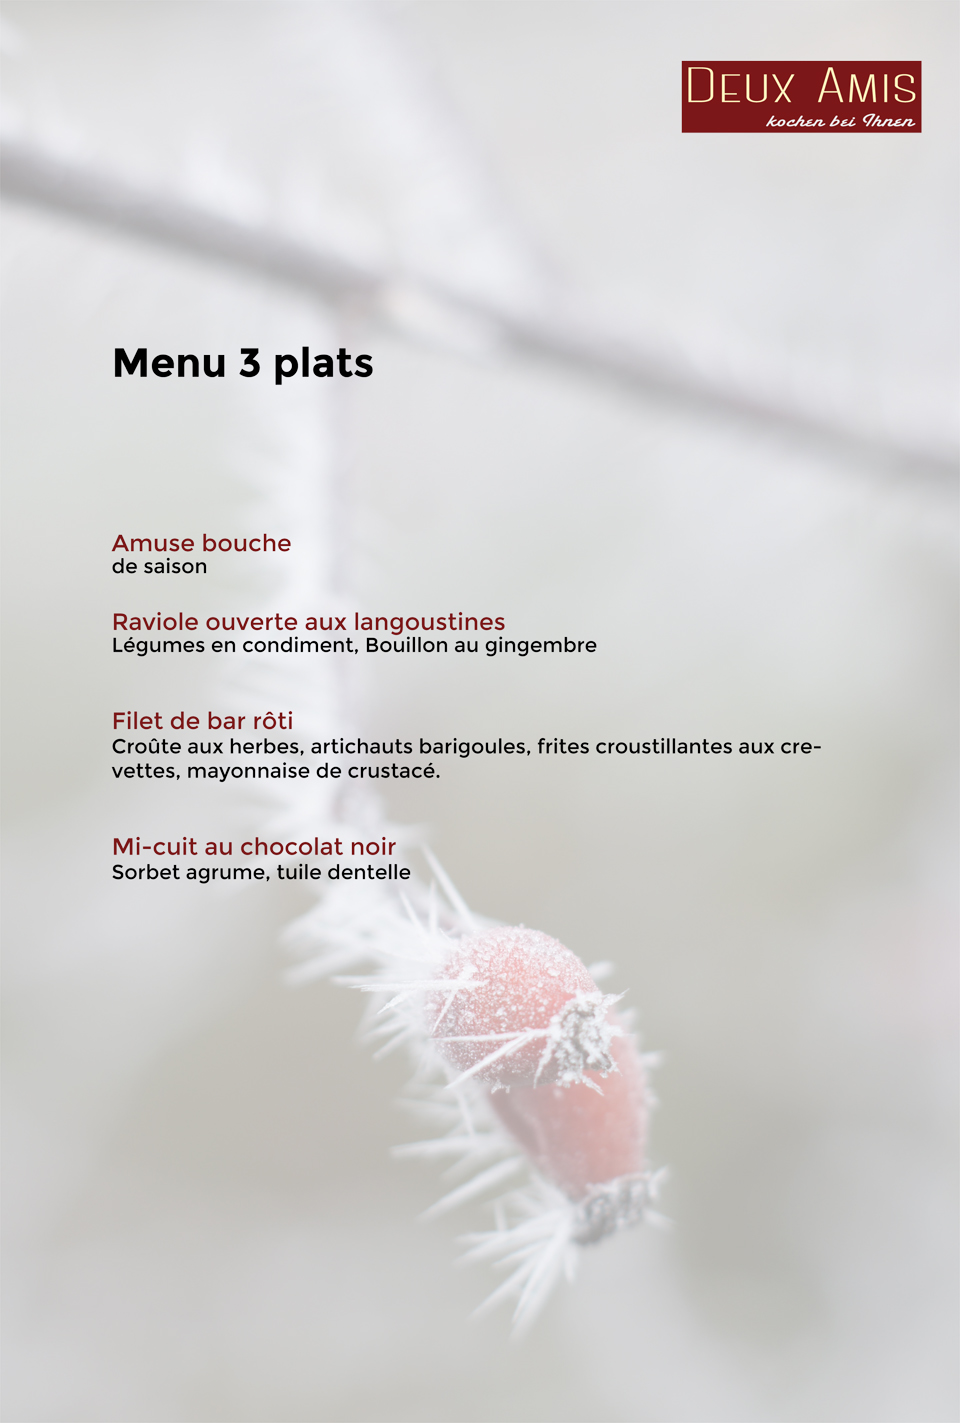 DEUX AMIS
kochen bei Ihnen
Menu 3 plats
Amuse bouche
de saison
Raviole ouverte aux langoustines
Légumes en condiment, Bouillon au gingembre
Filet de bar rôti
Croûte aux herbes, artichauts barigoules, frites croustillantes aux cre-
vettes, mayonnaise de crustacé.
Mi-cuit au chocolat noir
Sorbet agrume, tuile dentelle